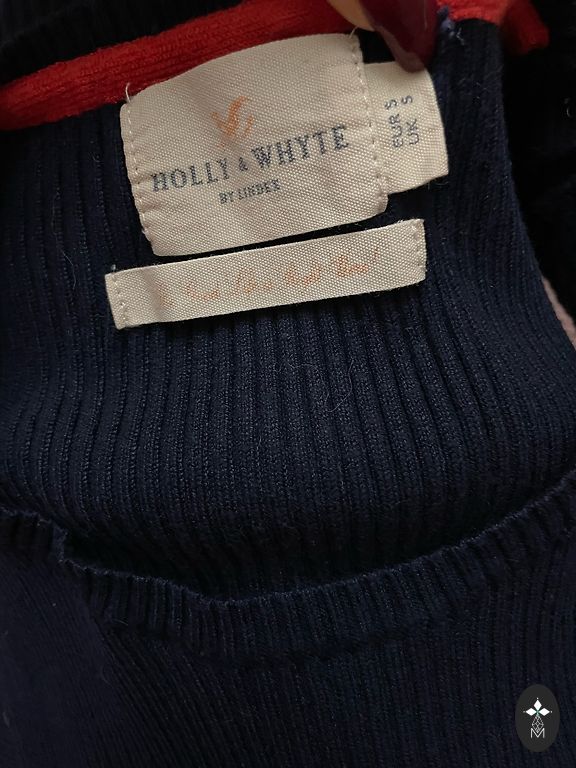 HOLLY & WHYTE
BY LINDEX
EUR S
UK S